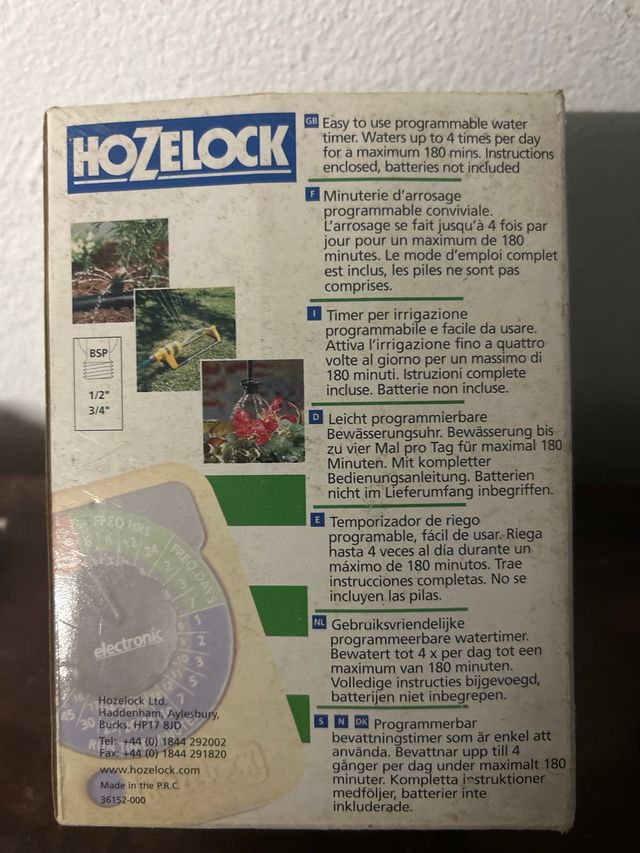 HOZELOCK
GB Easy to use programmable water
timer. Waters up to 4 times per day
for a maximum 180 mins. Instructions
enclosed, batteries not included
F Minuterie d'arrosage
programmable conviviale.
L'arrosage se fait jusqu'à 4 fois par
jour pour un maximum de 180
minutes. Le mode d'emploi complet
est inclus, les piles ne sont pas
comprises.
I Timer per irrigazione
programmabile e facile da usare.
Attiva l'irrigazione fino a quattro
volte al giorno per un massimo di
180 minuti. Istruzioni complete
incluse. Batterie non incluse.
D Leicht programmierbare
Bewässerungsuhr. Bewässerung bis
zu vier Mal pro Tag für maximal 180
Minuten. Mit kompletter
Bedienungsanleitung. Batterien
nicht im Lieferumfang inbegriffen.
E Temporizador de riego
programable, fácil de usar. Riega
hasta 4 veces al día durante un
máximo de 180 minutos. Trae
instrucciones completas. No se
incluyen las pilas.
NL Gebruiksvriendelijke
programmeerbare watertimer.
Bewatert tot 4 x per dag tot een
maximum van 180 minuten.
Volledige instructies bijgevoegd,
batterijen niet inbegrepen.
S N DK Programmerbar
bevattningstimer som är enkel att
använda. Bevattnar upp till 4
gånger per dag under maximalt 180
minuter. Kompletta instruktioner
medföljer, batterier inte
inkluderade.
BSP
1/2"
3/4"
FREQ HRS
FREQ DAYS
24
1
2
3
5
7
electronic
45
30
Hozelock Ltd.
Haddenham, Aylesbury,
Bucks. HP17 8JD
Tel: +44 (0) 1844 292002
Fax: +44 (0) 1844 291820
www.hozelock.com
Made in the P.R.C.
36152-000